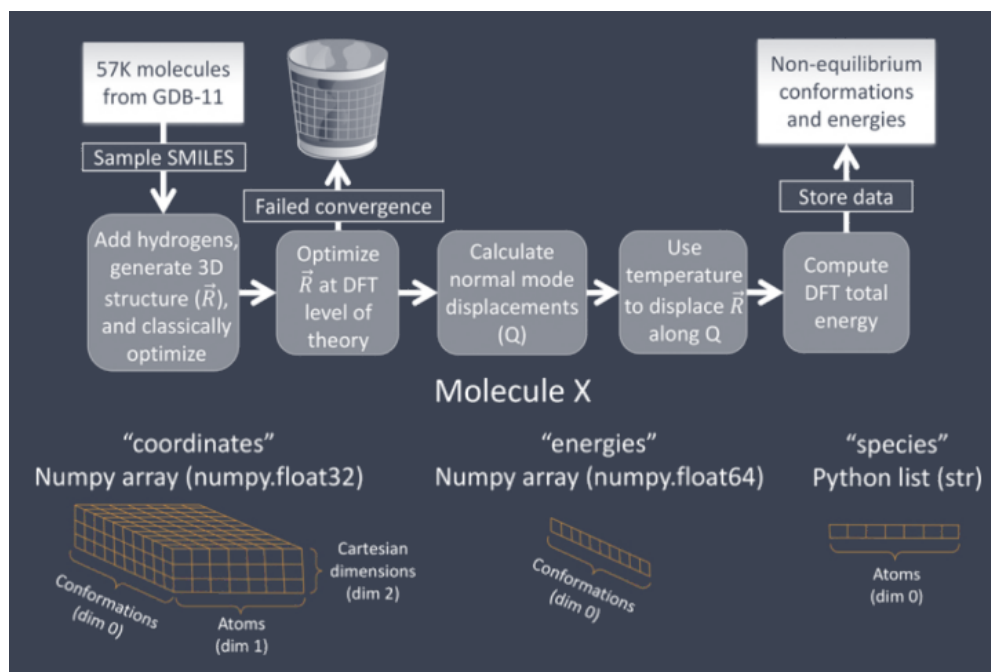 57K molecules
from GDB-11
Sample SMILES
Add hydrogens,
generate 3D
structure (R⃗),
and classically
optimize
Failed convergence
Optimize
R⃗ at DFT
level of
theory
Calculate
normal mode
displacements
(Q)
Use
temperature
to displace R⃗
along Q
Non-equilibrium
conformations
and energies
Store data
Compute
DFT total
energy
Molecule X
“coordinates”
Numpy array (numpy.float32)
Conformations
(dim 0)
Atoms
(dim 1)
Cartesian
dimensions
(dim 2)
“energies”
Numpy array (numpy.float64)
Conformations
(dim 0)
“species”
Python list (str)
Atoms
(dim 0)